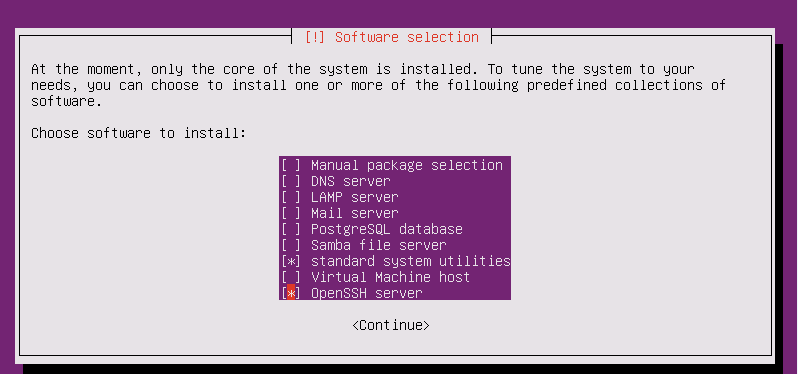 [!] Software selection
At the moment, only the core of the system is installed. To tune the system to your
needs, you can choose to install one or more of the following predefined collections of
software.
Choose software to install:
[ ] Manual package selection
[ ] DNS server
[ ] LAMP server
[ ] Mail server
[ ] PostgreSQL database
[ ] Samba file server
[*] standard system utilities
[ ] Virtual Machine host
[*] OpenSSH server
<Continue>